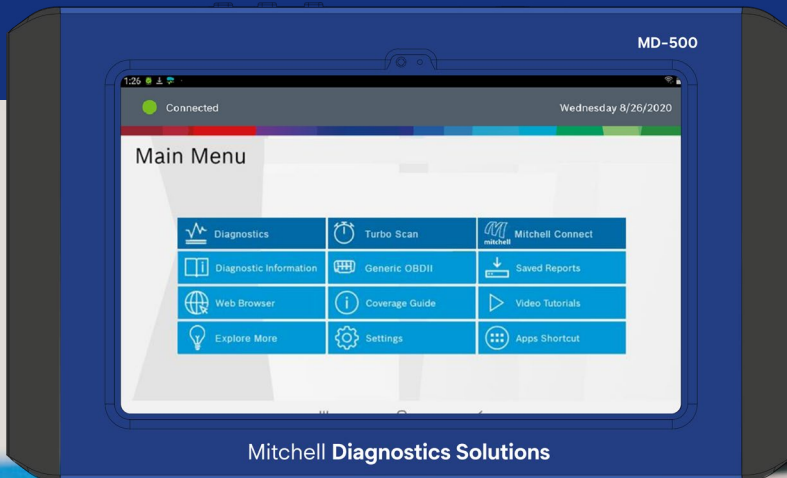 MD-500
1:26
Connected
Wednesday 8/26/2020
Main Menu
Diagnostics
Turbo Scan
mitchell
Mitchell Connect
Diagnostic Information
Generic OBDII
Saved Reports
Web Browser
Coverage Guide
Video Tutorials
Explore More
Settings
Apps Shortcut
Mitchell Diagnostics Solutions